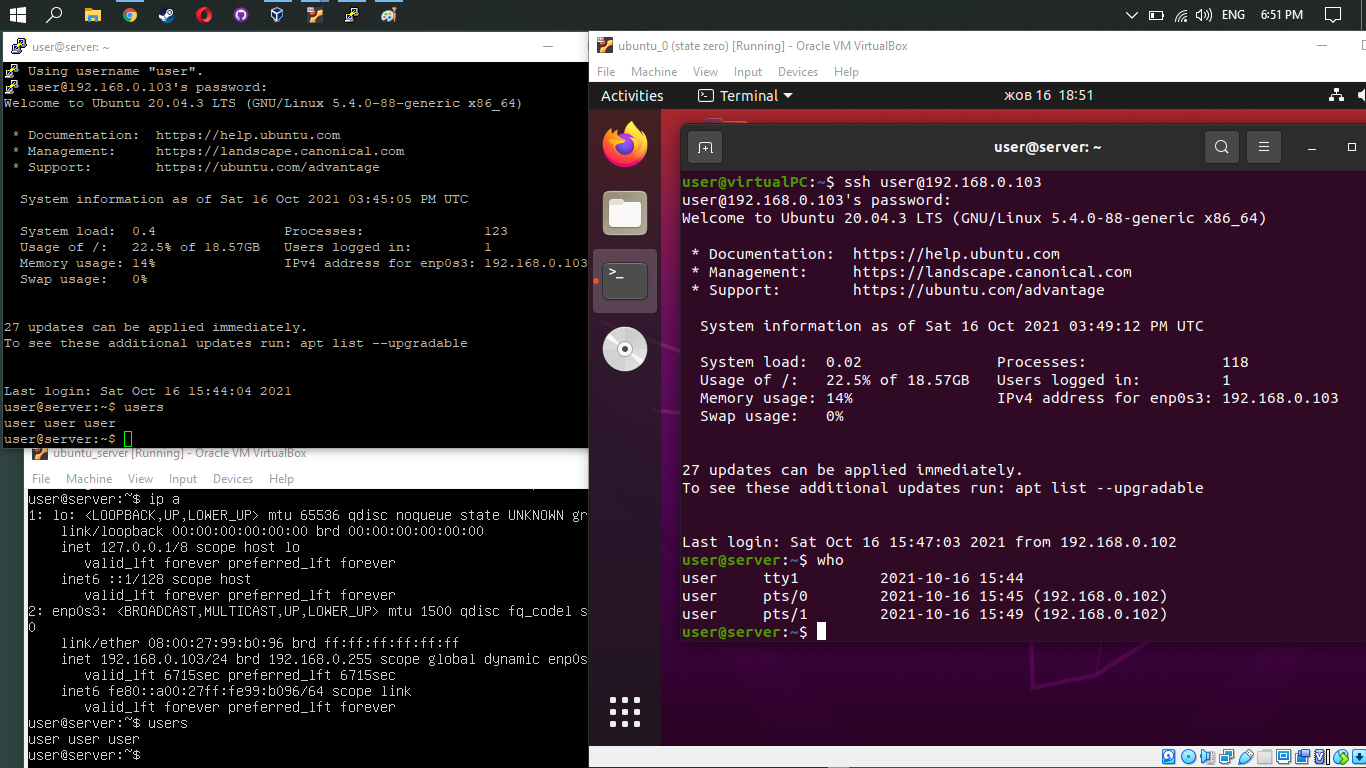 ENG 6:51 PM
user@server: ~
Using username "user".
user@192.168.0.103's password:
Welcome to Ubuntu 20.04.3 LTS (GNU/Linux 5.4.0-88-generic x86_64)
* Documentation: https://help.ubuntu.com
* Management: https://landscape.canonical.com
* Support: https://ubuntu.com/advantage
System information as of Sat 16 Oct 2021 03:45:05 PM UTC
System load: 0.4 Processes: 123
Usage of /: 22.5% of 18.57GB Users logged in: 1
Memory usage: 14% IPv4 address for enp0s3: 192.168.0.103
Swap usage: 0%
27 updates can be applied immediately.
To see these additional updates run: apt list --upgradable
Last login: Sat Oct 16 15:44:04 2021
user@server:~$ users
user user user
user@server:~$
ubuntu_server [Running] - Oracle VM VirtualBox
File Machine View Input Devices Help
user@server:~$ ip a
1: lo: <LOOPBACK,UP,LOWER_UP> mtu 65536 qdisc noqueue state UNKNOWN gr
link/loopback 00:00:00:00:00:00 brd 00:00:00:00:00:00
inet 127.0.0.1/8 scope host lo
valid_lft forever preferred_lft forever
inet6 ::1/128 scope host
valid_lft forever preferred_lft forever
2: enp0s3: <BROADCAST,MULTICAST,UP,LOWER_UP> mtu 1500 qdisc fq_codel s
0
link/ether 08:00:27:99:b0:96 brd ff:ff:ff:ff:ff:ff
inet 192.168.0.103/24 brd 192.168.0.255 scope global dynamic enp0s
valid_lft 6715sec preferred_lft 6715sec
inet6 fe80::a00:27ff:fe99:b096/64 scope link
valid_lft forever preferred_lft forever
user@server:~$ users
user user user
user@server:~$
ubuntu_0 (state zero) [Running] - Oracle VM VirtualBox
File Machine View Input Devices Help
Activities Terminal жов 16 18:51
user@server: ~
user@virtualPC:~$ ssh user@192.168.0.103
user@192.168.0.103's password:
Welcome to Ubuntu 20.04.3 LTS (GNU/Linux 5.4.0-88-generic x86_64)
* Documentation: https://help.ubuntu.com
* Management: https://landscape.canonical.com
* Support: https://ubuntu.com/advantage
System information as of Sat 16 Oct 2021 03:49:12 PM UTC
System load: 0.02 Processes: 118
Usage of /: 22.5% of 18.57GB Users logged in: 1
Memory usage: 14% IPv4 address for enp0s3: 192.168.0.103
Swap usage: 0%
27 updates can be applied immediately.
To see these additional updates run: apt list --upgradable
Last login: Sat Oct 16 15:47:03 2021 from 192.168.0.102
user@server:~$ who
user tty1 2021-10-16 15:44
user pts/0 2021-10-16 15:45 (192.168.0.102)
user pts/1 2021-10-16 15:49 (192.168.0.102)
user@server:~$